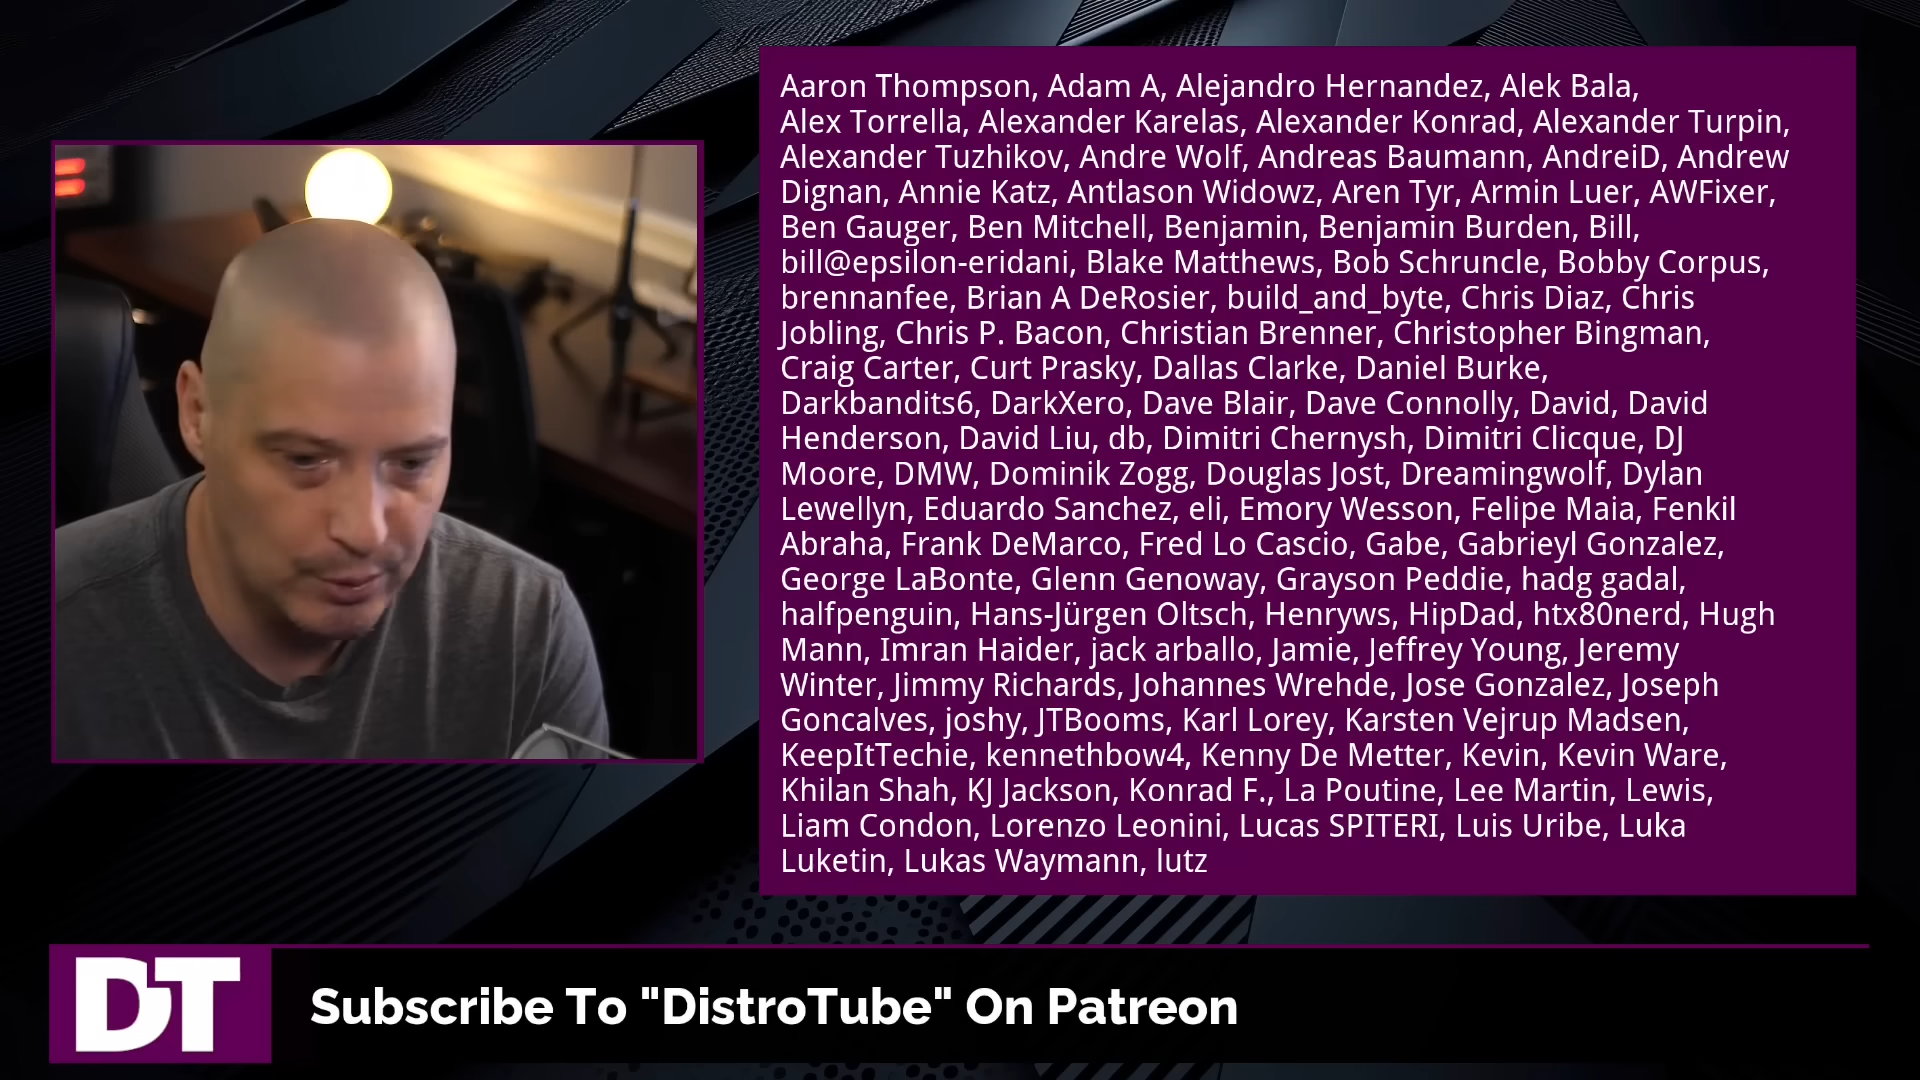 Aaron Thompson, Adam A, Alejandro Hernandez, Alek Bala,
Alex Torrella, Alexander Karelas, Alexander Konrad, Alexander Turpin,
Alexander Tuzhikov, Andre Wolf, Andreas Baumann, AndreiD, Andrew
Dignan, Annie Katz, Antlason Widowz, Aren Tyr, Armin Luer, AWFixer,
Ben Gauger, Ben Mitchell, Benjamin, Benjamin Burden, Bill,
bill@epsilon-eridani, Blake Matthews, Bob Schruncle, Bobby Corpus,
brennanfee, Brian A DeRosier, build_and_byte, Chris Diaz, Chris
Jobling, Chris P. Bacon, Christian Brenner, Christopher Bingman,
Craig Carter, Curt Prasky, Dallas Clarke, Daniel Burke,
Darkbandits6, DarkXero, Dave Blair, Dave Connolly, David, David
Henderson, David Liu, db, Dimitri Chernysh, Dimitri Clicque, DJ
Moore, DMW, Dominik Zogg, Douglas Jost, Dreamingwolf, Dylan
Lewellyn, Eduardo Sanchez, eli, Emory Wesson, Felipe Maia, Fenkil
Abraha, Frank DeMarco, Fred Lo Cascio, Gabe, Gabrieyl Gonzalez,
George LaBonte, Glenn Genoway, Grayson Peddie, hadg gadal,
halfpenguin, Hans-Jürgen Oltsch, Henryws, HipDad, htx80nerd, Hugh
Mann, Imran Haider, jack arballo, Jamie, Jeffrey Young, Jeremy
Winter, Jimmy Richards, Johannes Wrehde, Jose Gonzalez, Joseph
Goncalves, joshy, JTBooms, Karl Lorey, Karsten Vejrup Madsen,
KeepItTechie, kennethbow4, Kenny De Metter, Kevin, Kevin Ware,
Khilan Shah, KJ Jackson, Konrad F., La Poutine, Lee Martin, Lewis,
Liam Condon, Lorenzo Leonini, Lucas SPITERI, Luis Uribe, Luka
Luketin, Lukas Waymann, lutz
DT
Subscribe To "DistroTube" On Patreon